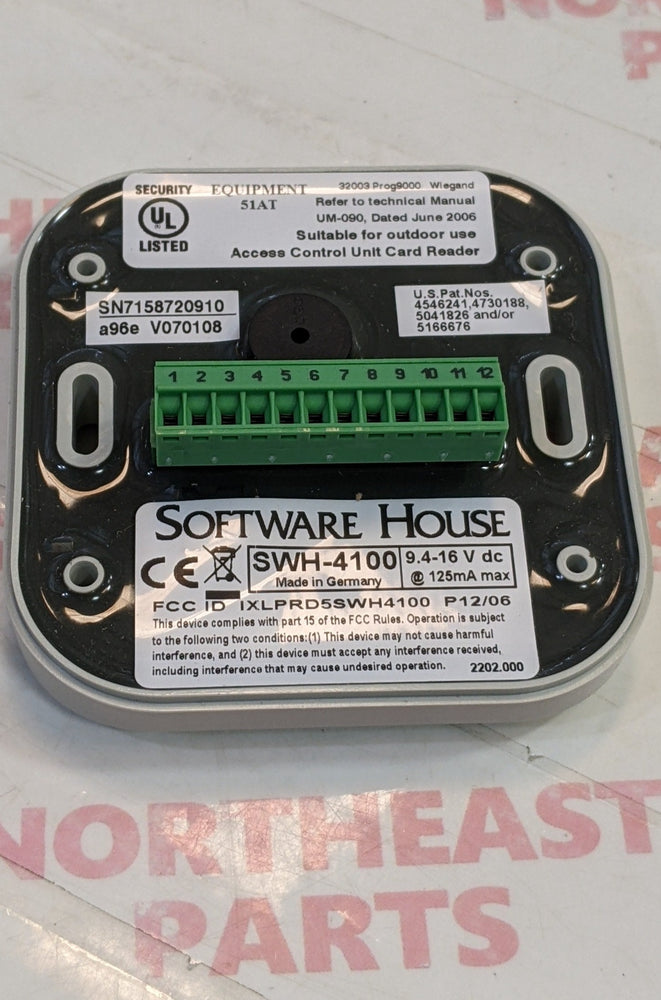 SECURITY EQUIPMENT 32003 Prog9000 Wiegand
51AT Refer to technical Manual
UL UM-090, Dated June 2006
LISTED Suitable for outdoor use
Access Control Unit Card Reader
SN7158720910
a96e V070108
U.S.Pat.Nos.
4546241,4730188,
5041826 and/or
5166676
1 2 3 4 5 6 7 8 9 10 11 12
SOFTWARE HOUSE
CE SWH-4100 9.4-16 V dc
Made in Germany @ 125mA max
FCC ID IXLPRD5SWH4100 P12/06
This device complies with part 15 of the FCC Rules. Operation is subject
to the following two conditions:(1) This device may not cause harmful
interference, and (2) this device must accept any interference received,
including interference that may cause undesired operation. 2202.000
NORTHEAST
PARTS